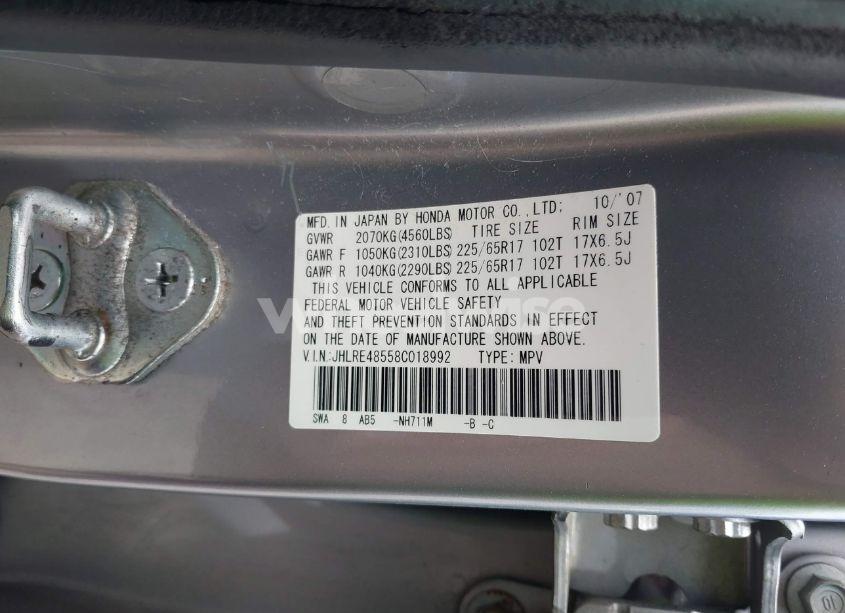 MFD. IN JAPAN BY HONDA MOTOR CO.,LTD; 10/'07
GVWR 2070KG(4560LBS) TIRE SIZE RIM SIZE
GAWR F 1050KG(2310LBS) 225/65R17 102T 17X6.5J
GAWR R 1040KG(2290LBS) 225/65R17 102T 17X6.5J
THIS VEHICLE CONFORMS TO ALL APPLICABLE
FEDERAL MOTOR VEHICLE SAFETY
AND THEFT PREVENTION STANDARDS IN EFFECT
ON THE DATE OF MANUFACTURE SHOWN ABOVE.
V.I.N.:JHLRE48558C018992 TYPE: MPV
SWA 8 AB5 -NH711M -B -C